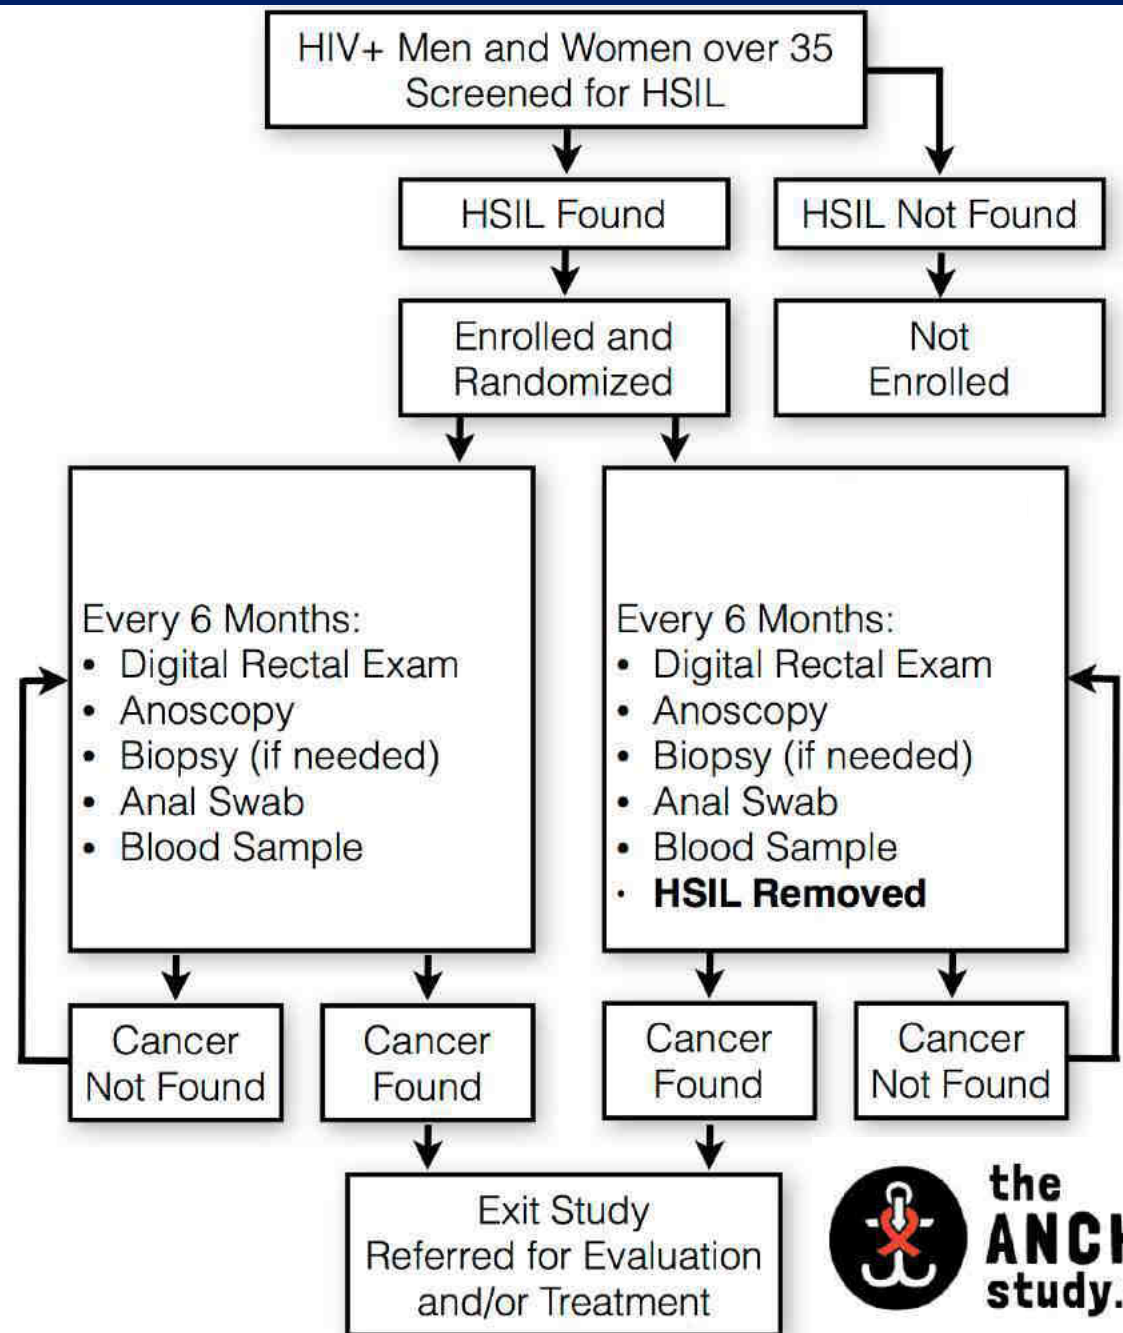 HIV+ Men and Women over 35
Screened for HSIL
HSIL Found
HSIL Not Found
Enrolled and
Randomized
Not
Enrolled
Every 6 Months:
• Digital Rectal Exam
• Anoscopy
• Biopsy (if needed)
• Anal Swab
• Blood Sample
Every 6 Months:
• Digital Rectal Exam
• Anoscopy
• Biopsy (if needed)
• Anal Swab
• Blood Sample
· HSIL Removed
Cancer
Not Found
Cancer
Found
Cancer
Found
Cancer
Not Found
Exit Study
Referred for Evaluation
and/or Treatment
the
study.